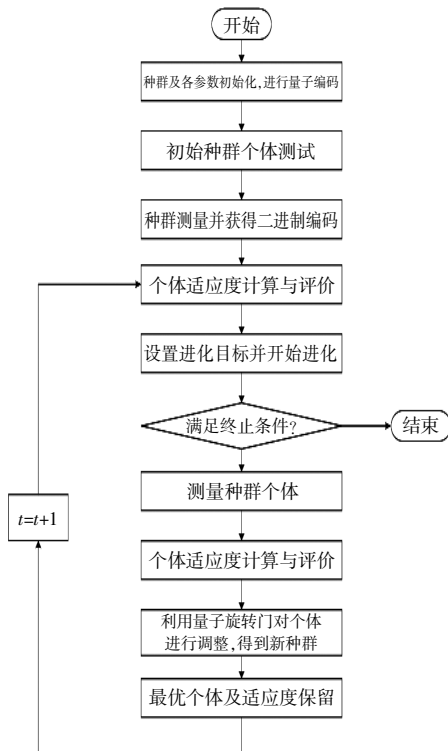 开始
种群及各参数初始化,进行量子编码
初始种群个体测试
种群测量并获得二进制编码
个体适应度计算与评价
设置进化目标并开始进化
满足终止条件?
结束
测量种群个体
t=t+1
个体适应度计算与评价
利用量子旋转门对个体
进行调整,得到新种群
最优个体及适应度保留